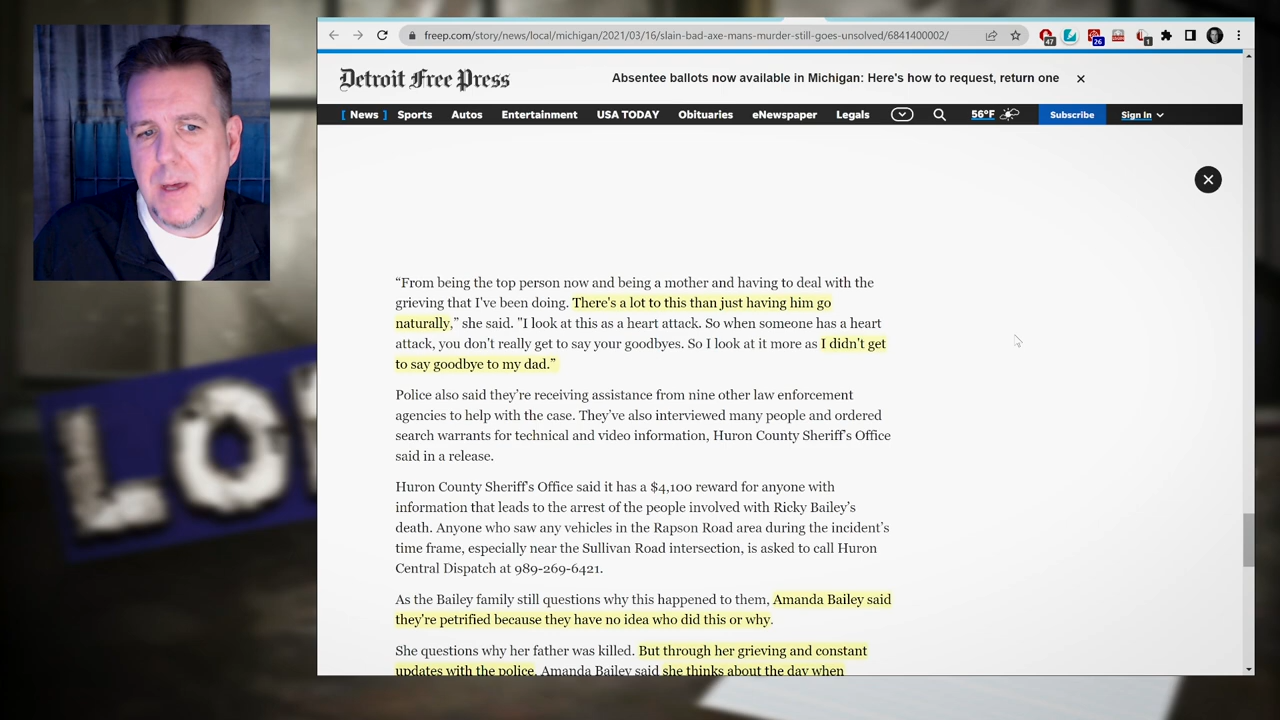 freep.com/story/news/local/michigan/2021/03/16/slain-bad-axe-mans-murder-still-goes-unsolved/6841400002/
47
26
1
Detroit Free Press
Absentee ballots now available in Michigan: Here's how to request, return one
[ News ] Sports Autos Entertainment USA TODAY Obituaries eNewspaper Legals 56°F Subscribe Sign In
“From being the top person now and being a mother and having to deal with the
grieving that I've been doing. There's a lot to this than just having him go
naturally,” she said. "I look at this as a heart attack. So when someone has a heart
attack, you don't really get to say your goodbyes. So I look at it more as I didn't get
to say goodbye to my dad.”
Police also said they’re receiving assistance from nine other law enforcement
agencies to help with the case. They’ve also interviewed many people and ordered
search warrants for technical and video information, Huron County Sheriff’s Office
said in a release.
Huron County Sheriff’s Office said it has a $4,100 reward for anyone with
information that leads to the arrest of the people involved with Ricky Bailey’s
death. Anyone who saw any vehicles in the Rapson Road area during the incident’s
time frame, especially near the Sullivan Road intersection, is asked to call Huron
Central Dispatch at 989-269-6421.
As the Bailey family still questions why this happened to them, Amanda Bailey said
they're petrified because they have no idea who did this or why.
She questions why her father was killed. But through her grieving and constant
updates with the police, Amanda Bailey said she thinks about the day when
LO